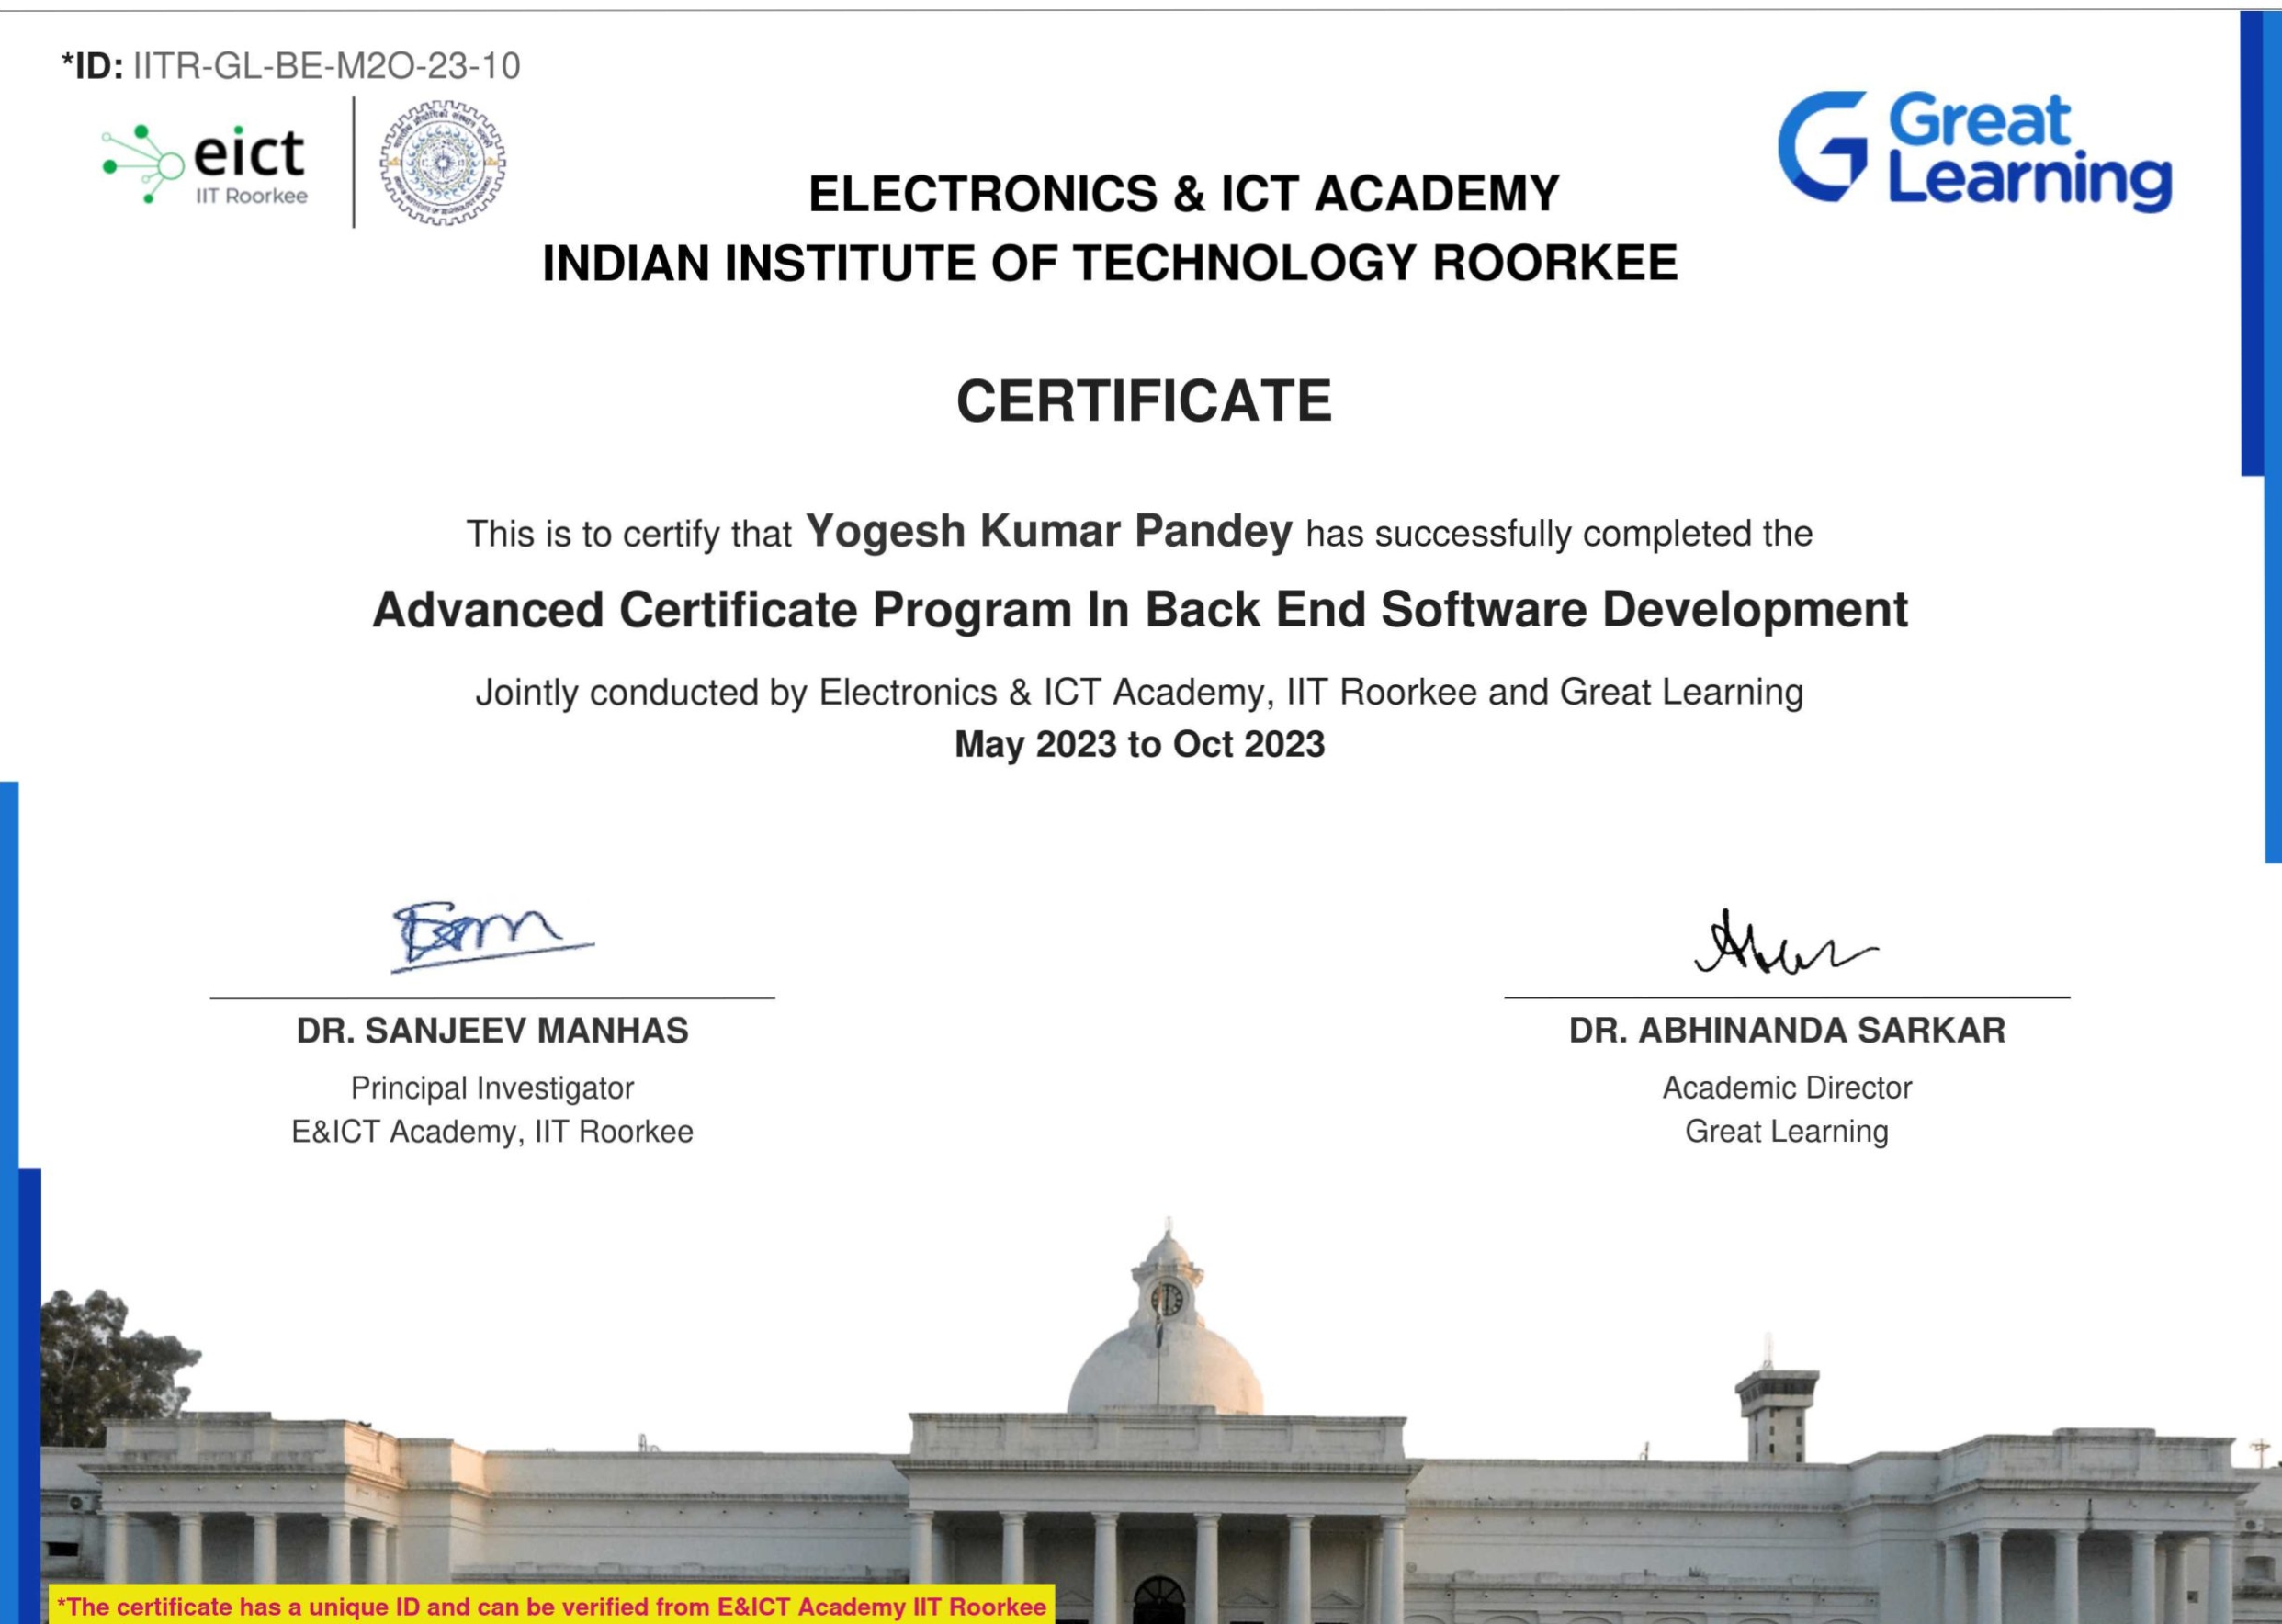 *ID: IITR-GL-BE-M2O-23-10
eict
IIT Roorkee
Great
Learning
ELECTRONICS & ICT ACADEMY
INDIAN INSTITUTE OF TECHNOLOGY ROORKEE
CERTIFICATE
This is to certify that Yogesh Kumar Pandey has successfully completed the
Advanced Certificate Program In Back End Software Development
Jointly conducted by Electronics & ICT Academy, IIT Roorkee and Great Learning
May 2023 to Oct 2023
DR. SANJEEV MANHAS
Principal Investigator
E&ICT Academy, IIT Roorkee
DR. ABHINANDA SARKAR
Academic Director
Great Learning
*The certificate has a unique ID and can be verified from E&ICT Academy IIT Roorkee